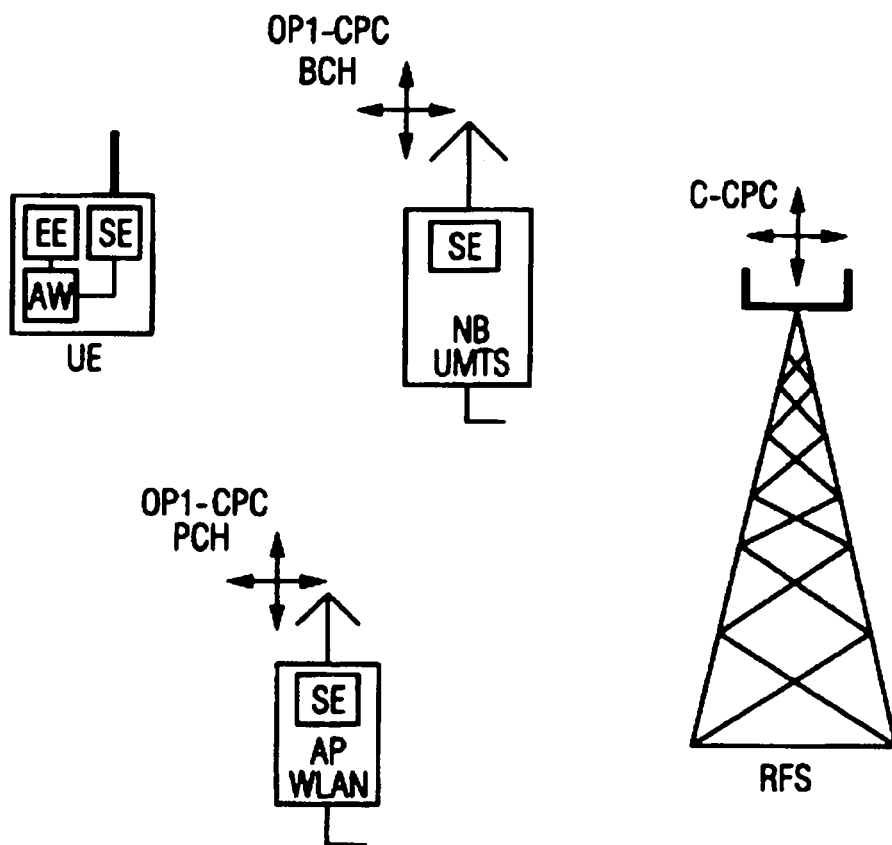 OP1-CPC
BCH
C-CPC
EE
SE
AW
UE
SE
NB
UMTS
OP1-CPC
PCH
SE
AP
WLAN
RFS